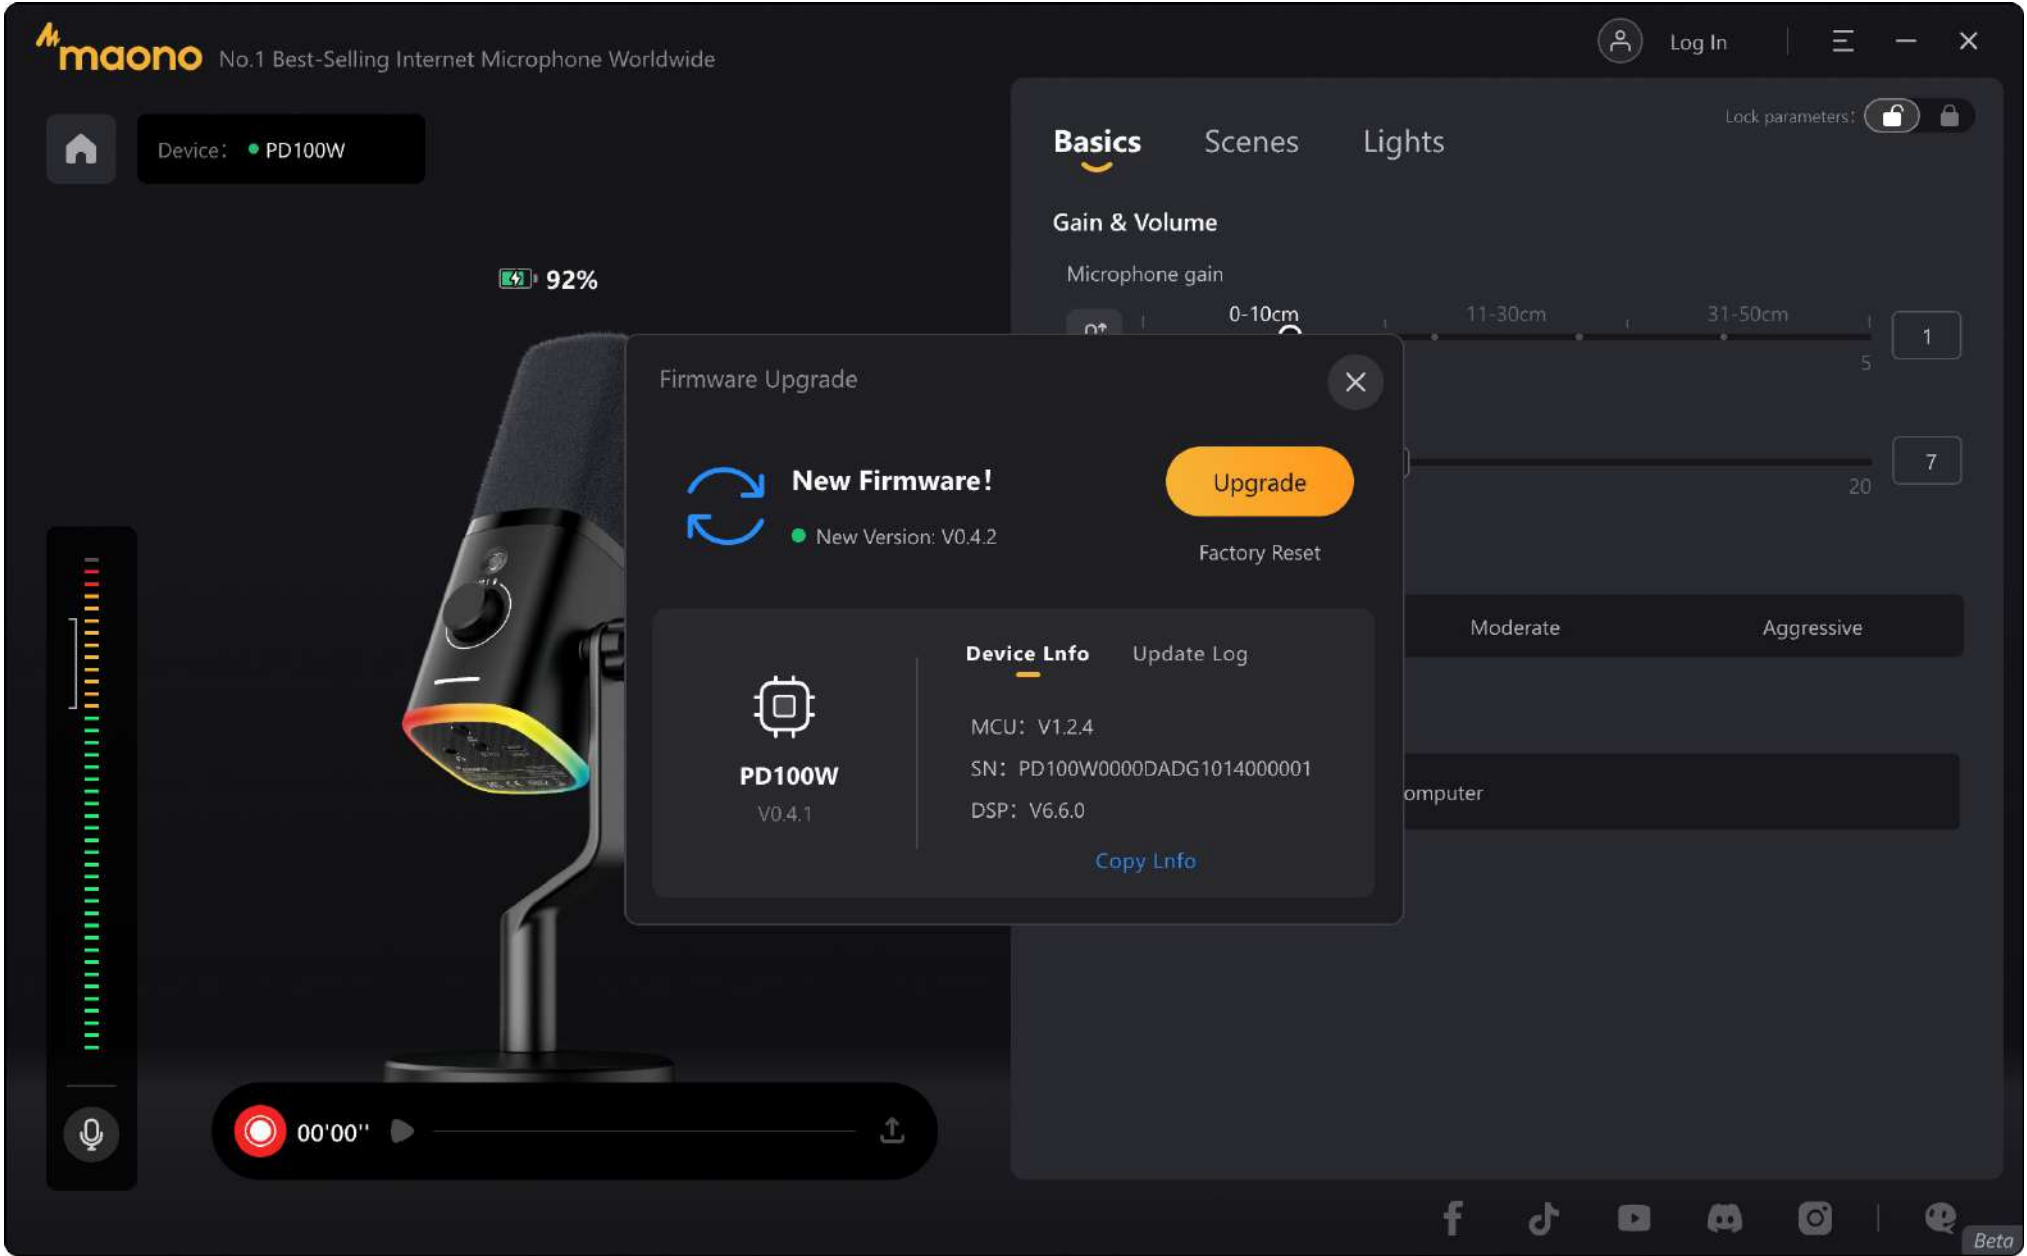 maono No.1 Best-Selling Internet Microphone Worldwide
Log In
Device: PD100W
Lock parameters:
Basics Scenes Lights
Gain & Volume
92%
Microphone gain
0-10cm 11-30cm 31-50cm
1
5
Firmware Upgrade
New Firmware!
Upgrade
7
20
New Version: V0.4.2
Factory Reset
Moderate Aggressive
Device Lnfo Update Log
MCU: V1.2.4
SN: PD100W0000DADG1014000001
PD100W
DSP: V6.6.0
V0.4.1
omputer
Copy Lnfo
00'00''
Beta